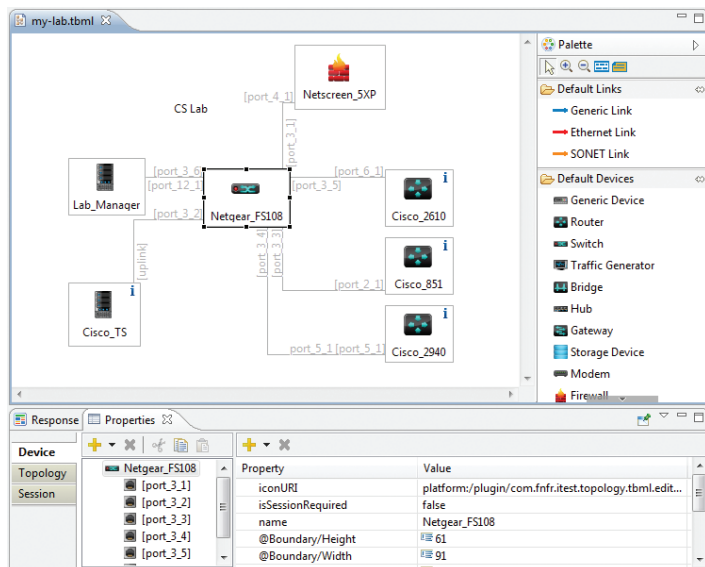 my-lab.tbml
CS Lab
[port_4_1]
Netscreen_5XP
[port_3_1]
[port_3_6]
[port_12_1]
Lab_Manager
[port_3_2]
Netgear_FS108
[port_6_1]
[port_3_5]
Cisco_2610
[port_3_4]
[port_3_3]
[uplink]
[port_2_1]
Cisco_851
Cisco_TS
port_5_1 [port_5_1]
Cisco_2940
Palette
Default Links
Generic Link
Ethernet Link
SONET Link
Default Devices
Generic Device
Router
Switch
Traffic Generator
Bridge
Hub
Gateway
Storage Device
Modem
Firewall
Response
Properties
Device
Topology
Session
Netgear_FS108
[port_3_1]
[port_3_2]
[port_3_3]
[port_3_4]
[port_3_5]
Property Value
iconURI platform:/plugin/com.fnfr.itest.topology.tbml.edit...
isSessionRequired false
name Netgear_FS108
@Boundary/Height 61
@Boundary/Width 91